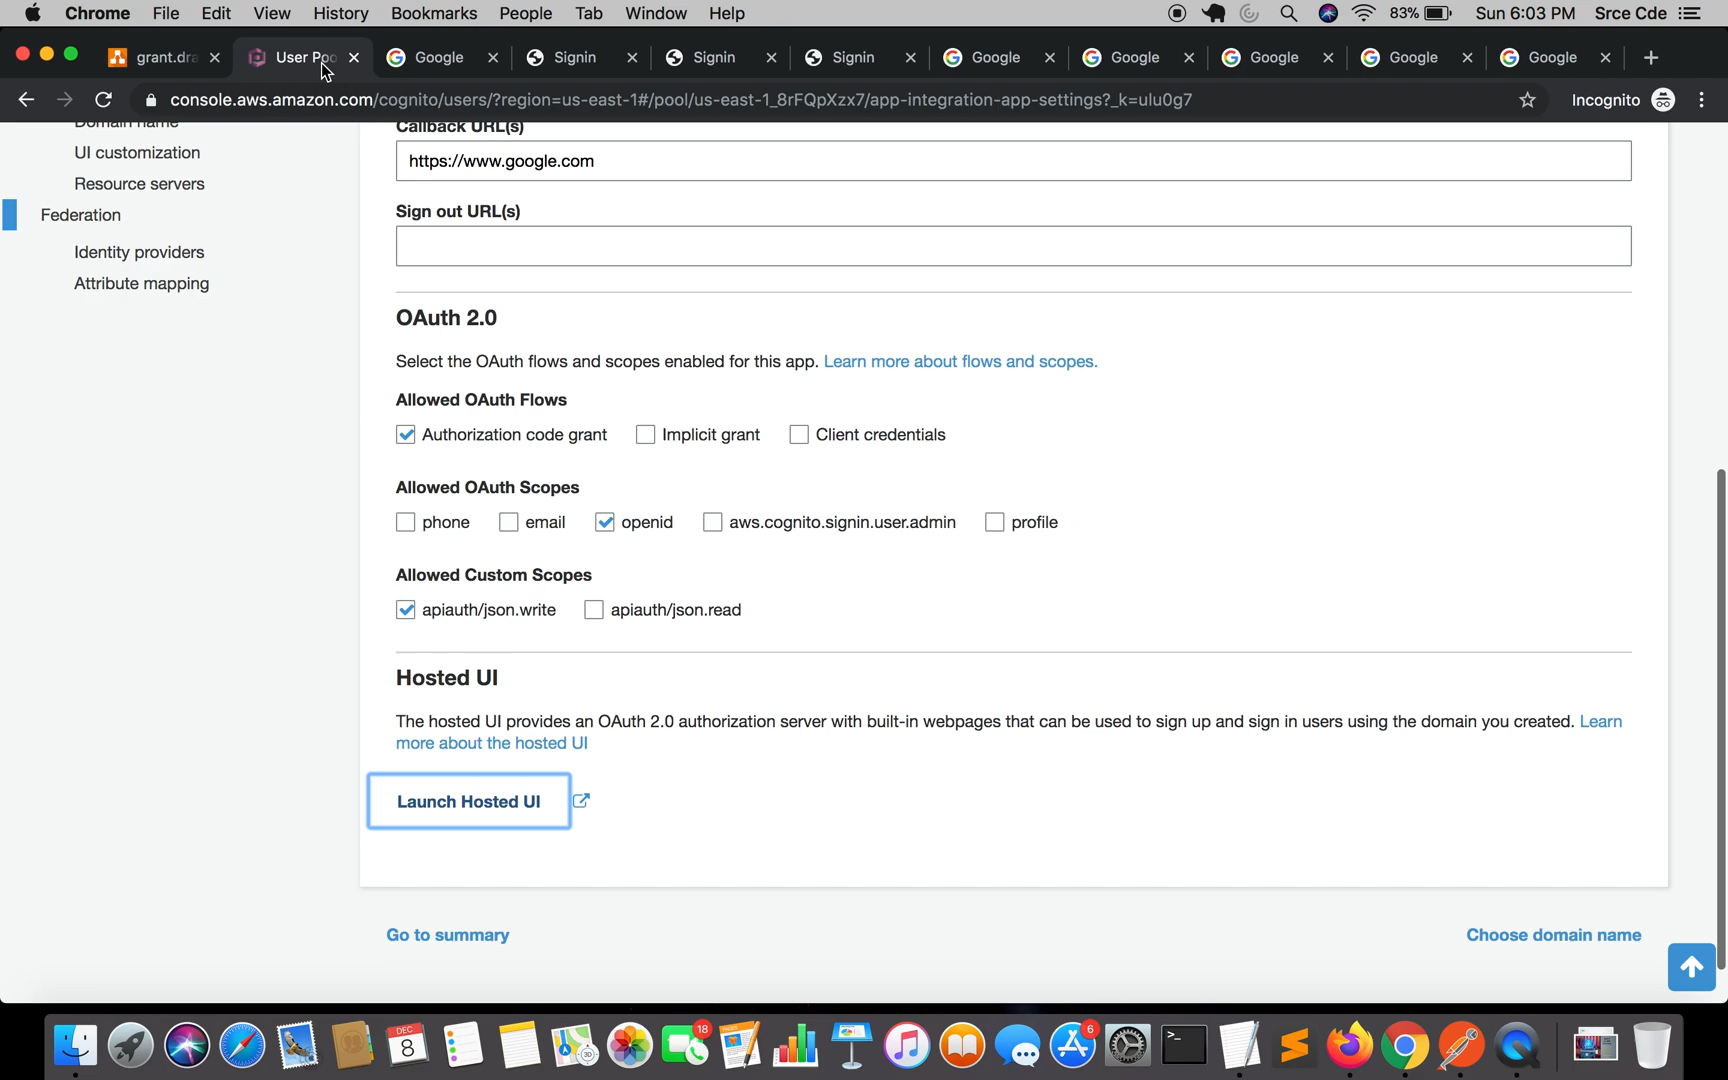 Chrome File Edit View History Bookmarks People Tab Window Help 83% Sun 6:03 PM Srce Cde
grant.dra User Poo Google Signin Signin Signin Google Google Google Google Google
console.aws.amazon.com/cognito/users/?region=us-east-1#/pool/us-east-1_8rFQpXzx7/app-integration-app-settings?_k=ulu0g7 Incognito
Domain name
UI customization
Resource servers
Federation
Identity providers
Attribute mapping
Callback URL(s)
https://www.google.com
Sign out URL(s)
OAuth 2.0
Select the OAuth flows and scopes enabled for this app. Learn more about flows and scopes.
Allowed OAuth Flows
Authorization code grant Implicit grant Client credentials
Allowed OAuth Scopes
phone email openid aws.cognito.signin.user.admin profile
Allowed Custom Scopes
apiauth/json.write apiauth/json.read
Hosted UI
The hosted UI provides an OAuth 2.0 authorization server with built-in webpages that can be used to sign up and sign in users using the domain you created. Learn
more about the hosted UI
Launch Hosted UI
Go to summary Choose domain name
DEC
8
18
6